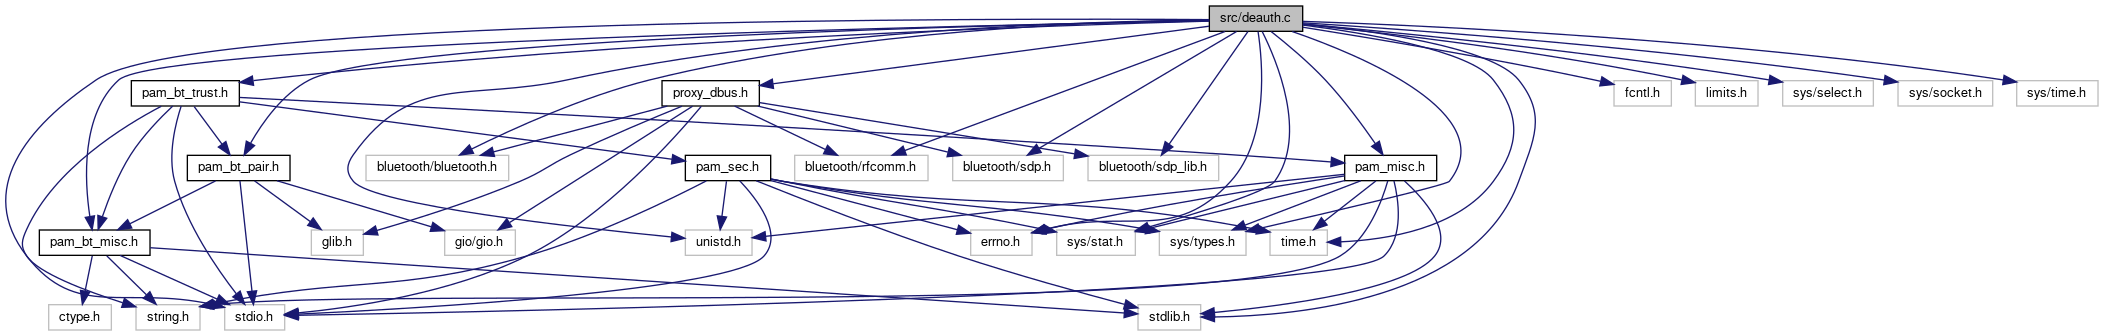 src/deauth.c
pam_bt_trust.h
proxy_dbus.h
fcntl.h
limits.h
sys/select.h
sys/socket.h
sys/time.h
pam_bt_pair.h
bluetooth/bluetooth.h
pam_sec.h
bluetooth/rfcomm.h
bluetooth/sdp.h
bluetooth/sdp_lib.h
pam_misc.h
pam_bt_misc.h
glib.h
gio/gio.h
unistd.h
errno.h
sys/stat.h
sys/types.h
time.h
ctype.h
string.h
stdio.h
stdlib.h